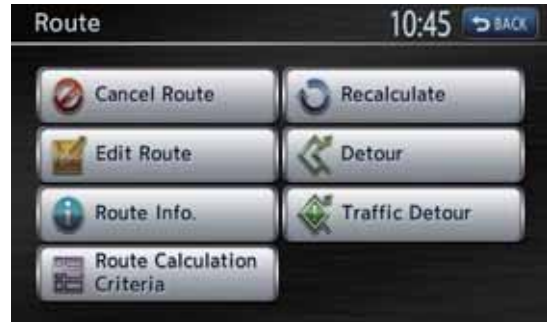 Route
10:45
BACK
Cancel Route
Recalculate
Edit Route
Detour
Route Info.
Traffic Detour
Route Calculation
Criteria